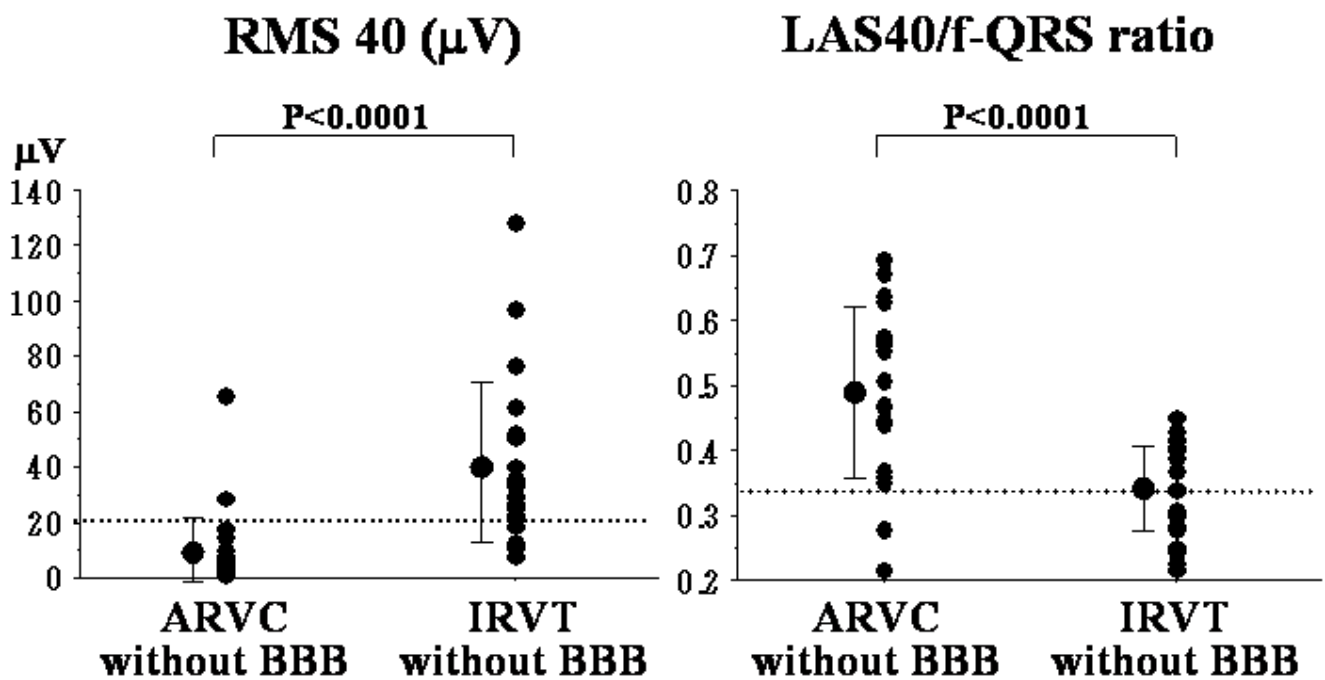 RMS 40 (μV)
P<0.0001
μV
140
120
100
80
60
40
20
0
ARVC
without BBB
IRVT
without BBB
LAS40/f-QRS ratio
P<0.0001
0.8
0.7
0.6
0.5
0.4
0.3
0.2
ARVC
without BBB
IRVT
without BBB